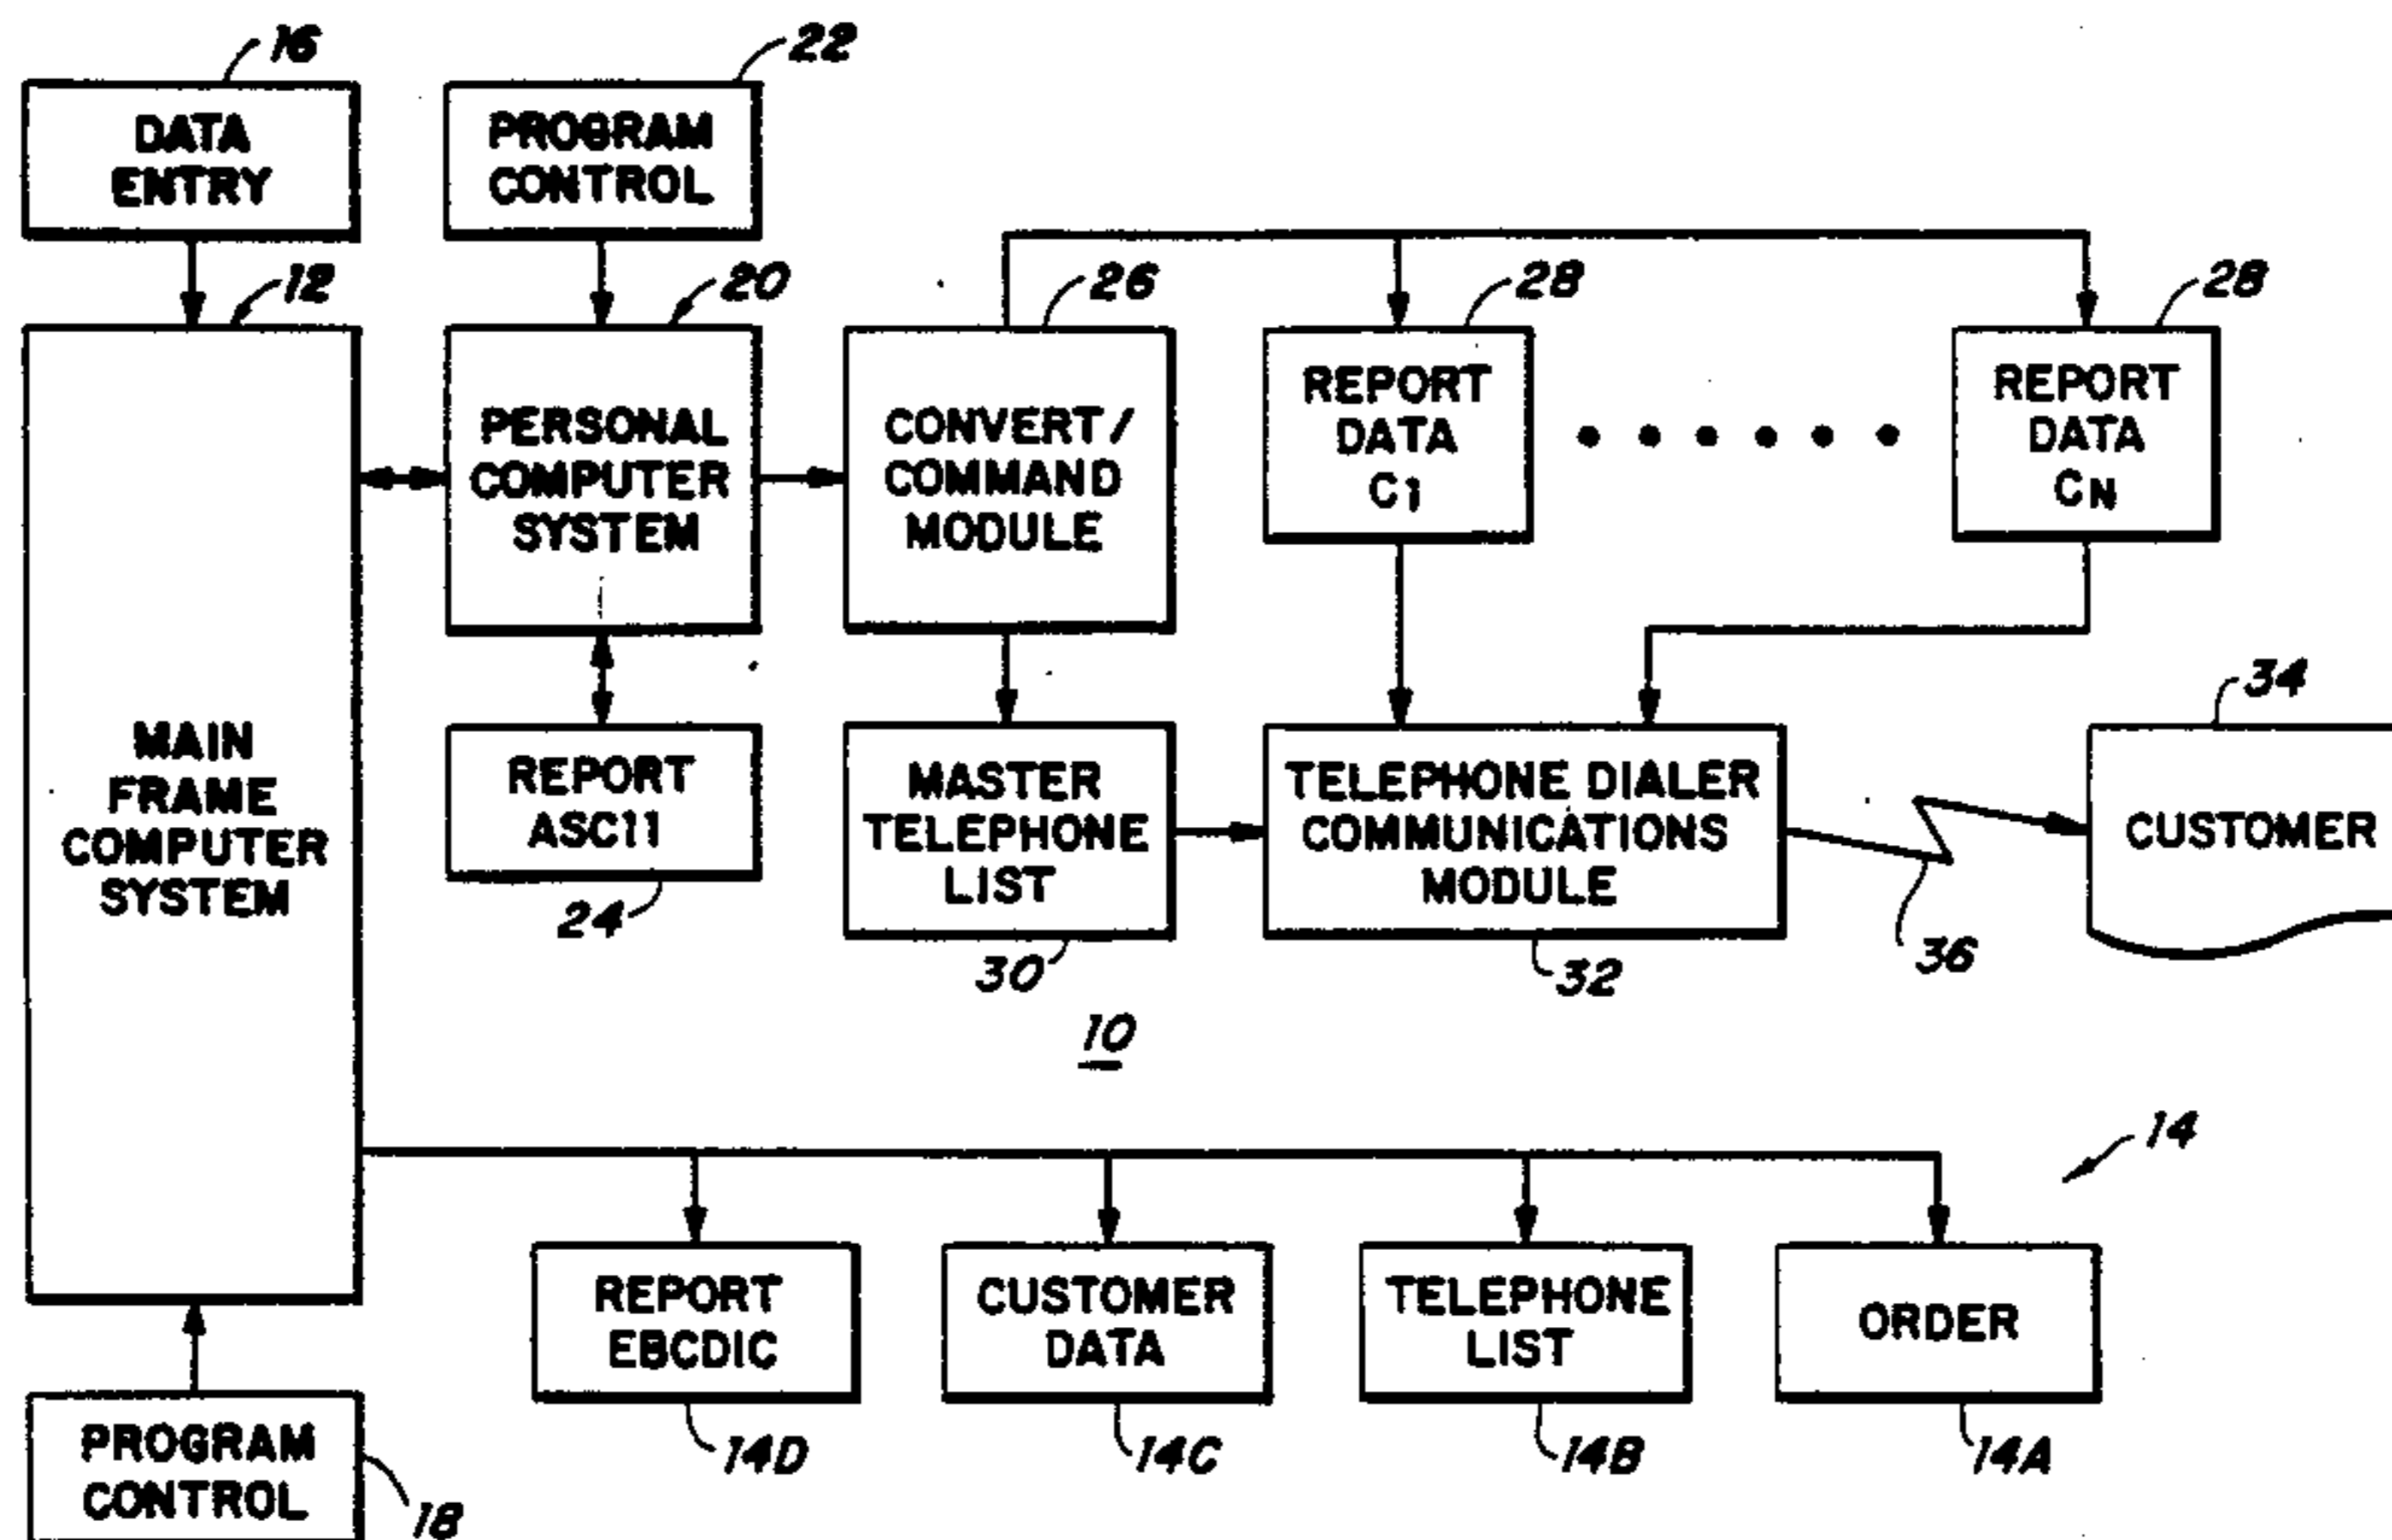 16
DATA
ENTRY
22
PROGRAM
CONTROL
12
MAIN
FRAME
COMPUTER
SYSTEM
20
PERSONAL
COMPUTER
SYSTEM
26
CONVERT/
COMMAND
MODULE
28
REPORT
DATA
C1
28
REPORT
DATA
CN
REPORT
ASC11
24
MASTER
TELEPHONE
LIST
30
TELEPHONE DIALER
COMMUNICATIONS
MODULE
32
36
34
CUSTOMER
10
14
REPORT
EBCDIC
14D
CUSTOMER
DATA
14C
TELEPHONE
LIST
14B
ORDER
14A
PROGRAM
CONTROL
18